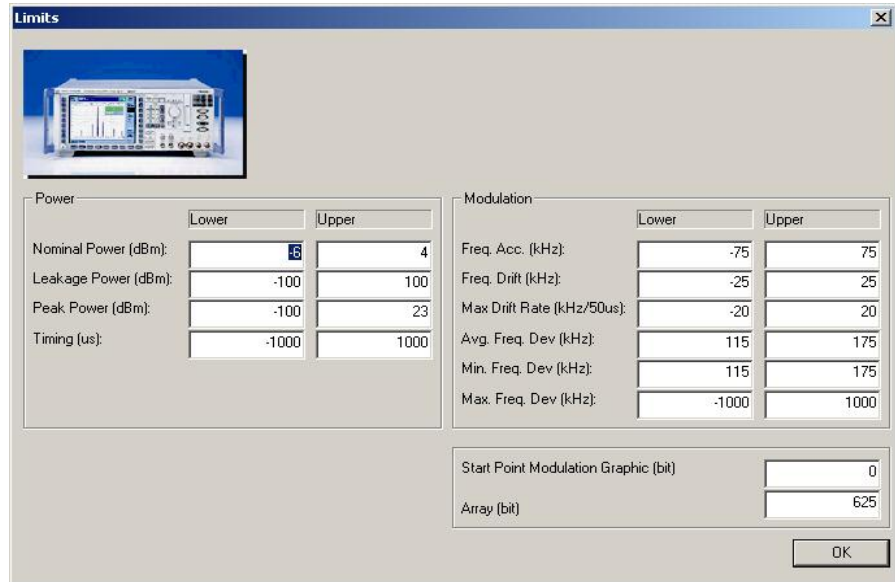 Limits
Power
Lower Upper
Nominal Power (dBm): -6 4
Leakage Power (dBm): -100 100
Peak Power (dBm): -100 23
Timing (us): -1000 1000
Modulation
Lower Upper
Freq. Acc. (kHz): -75 75
Freq. Drift (kHz): -25 25
Max Drift Rate (kHz/50us): -20 20
Avg. Freq. Dev (kHz): 115 175
Min. Freq. Dev (kHz): 115 175
Max. Freq. Dev (kHz): -1000 1000
Start Point Modulation Graphic (bit) 0
Array (bit) 625
OK